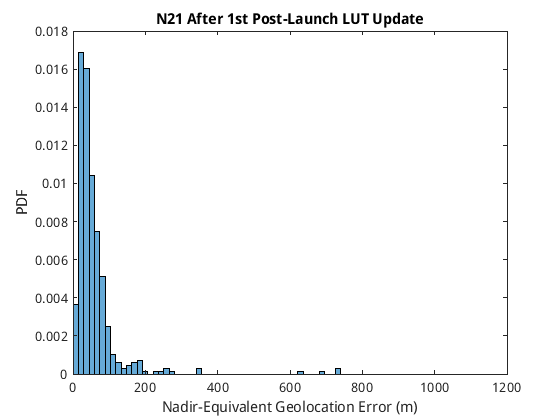 N21 After 1st Post-Launch LUT Update
0.018
0.016
0.014
0.012
0.01
0.008
0.006
0.004
0.002
0
PDF
0 200 400 600 800 1000 1200
Nadir-Equivalent Geolocation Error (m)